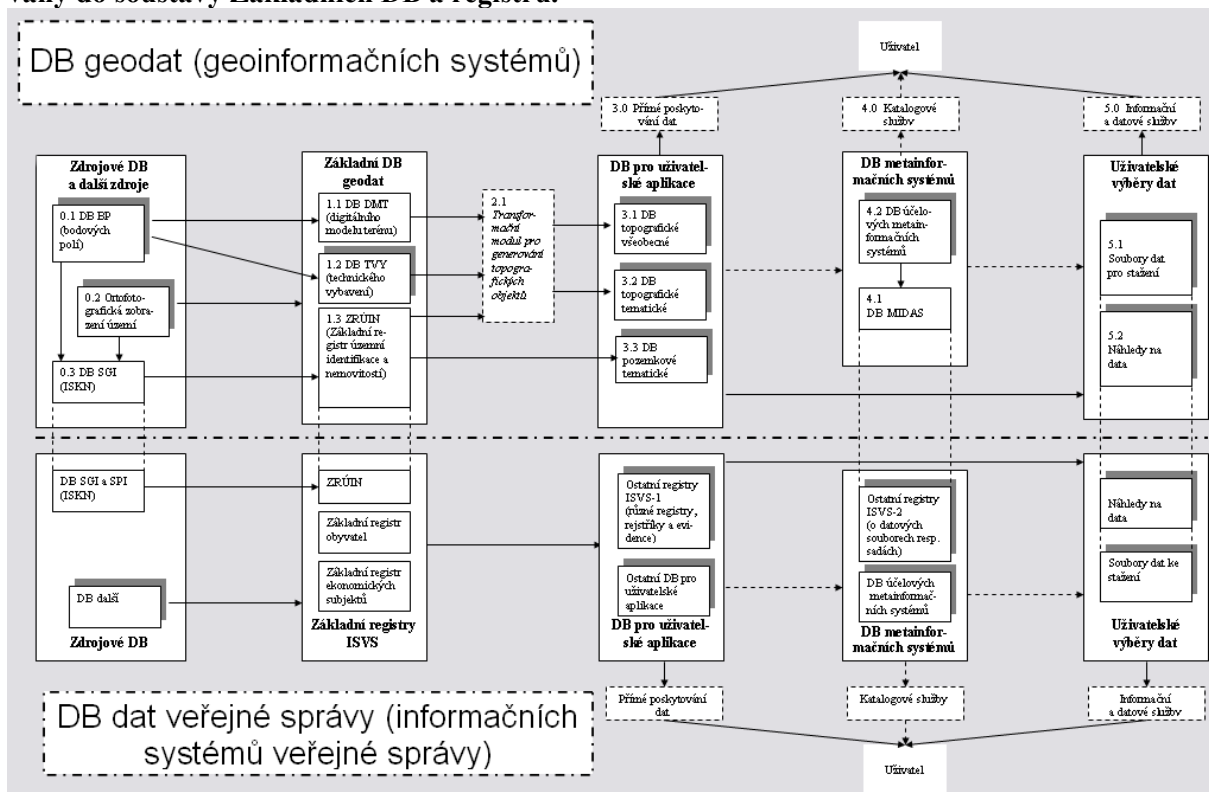 vány do soustavy Základních DB a registrů.
DB geodat (geoinformačních systémů)
Uživatel
3.0 Přímé poskyto-
vání dat
4.0 Katalogové
služby
5.0 Informační
a datové služby
Zdrojové DB
a další zdroje
0.1 DB BP
(bodových
polí)
0.2 Ortofoto-
grafická zobra-
zení území
0.3 DB SGI
(ISKN)
Základní DB
geodat
1.1 DB DMT
(digitálního
modelu terénu)
1.2 DB TVY
(technického
vybavení)
1.3 ZRÚIN
(Základní re-
gistr územní
identifikace a
nemovitostí)
2.1
Transfor-
mační
modul pro
generování
topogra-
fických
objektů
DB pro uživatel-
ské aplikace
3.1 DB
topografické
všeobecné
3.2 DB
topografické
tematické
3.3 DB
pozemkové
tematické
DB metainfor-
mačních systémů
4.2 DB účelo-
vých metain-
formačních
systémů
4.1
DB MIDAS
Uživatelské
výběry dat
5.1
Soubory dat
pro stažení
5.2
Náhledy na
data
DB SGI a SPI
(ISKN)
DB další
Zdrojové DB
ZRÚIN
Základní registr
obyvatel
Základní registr
ekonomických
subjektů
Základní registry
ISVS
Ostatní registry
ISVS-1
(různé registry,
rejstříky a evi-
dence)
Ostatní DB pro
uživatelské
aplikace
DB pro uživatel-
ské aplikace
Ostatní registry
ISVS-2
(o datových
souborech resp.
sadách)
DB účelových
metainformač-
ních systémů
DB metainfor-
mačních systémů
Náhledy na
data
Soubory dat ke
stažení
Uživatelské
výběry dat
Přímé poskytování
dat
Katalogové služby
Informační
a datové služby
DB dat veřejné správy (informačních
systémů veřejné správy)
Uživatel